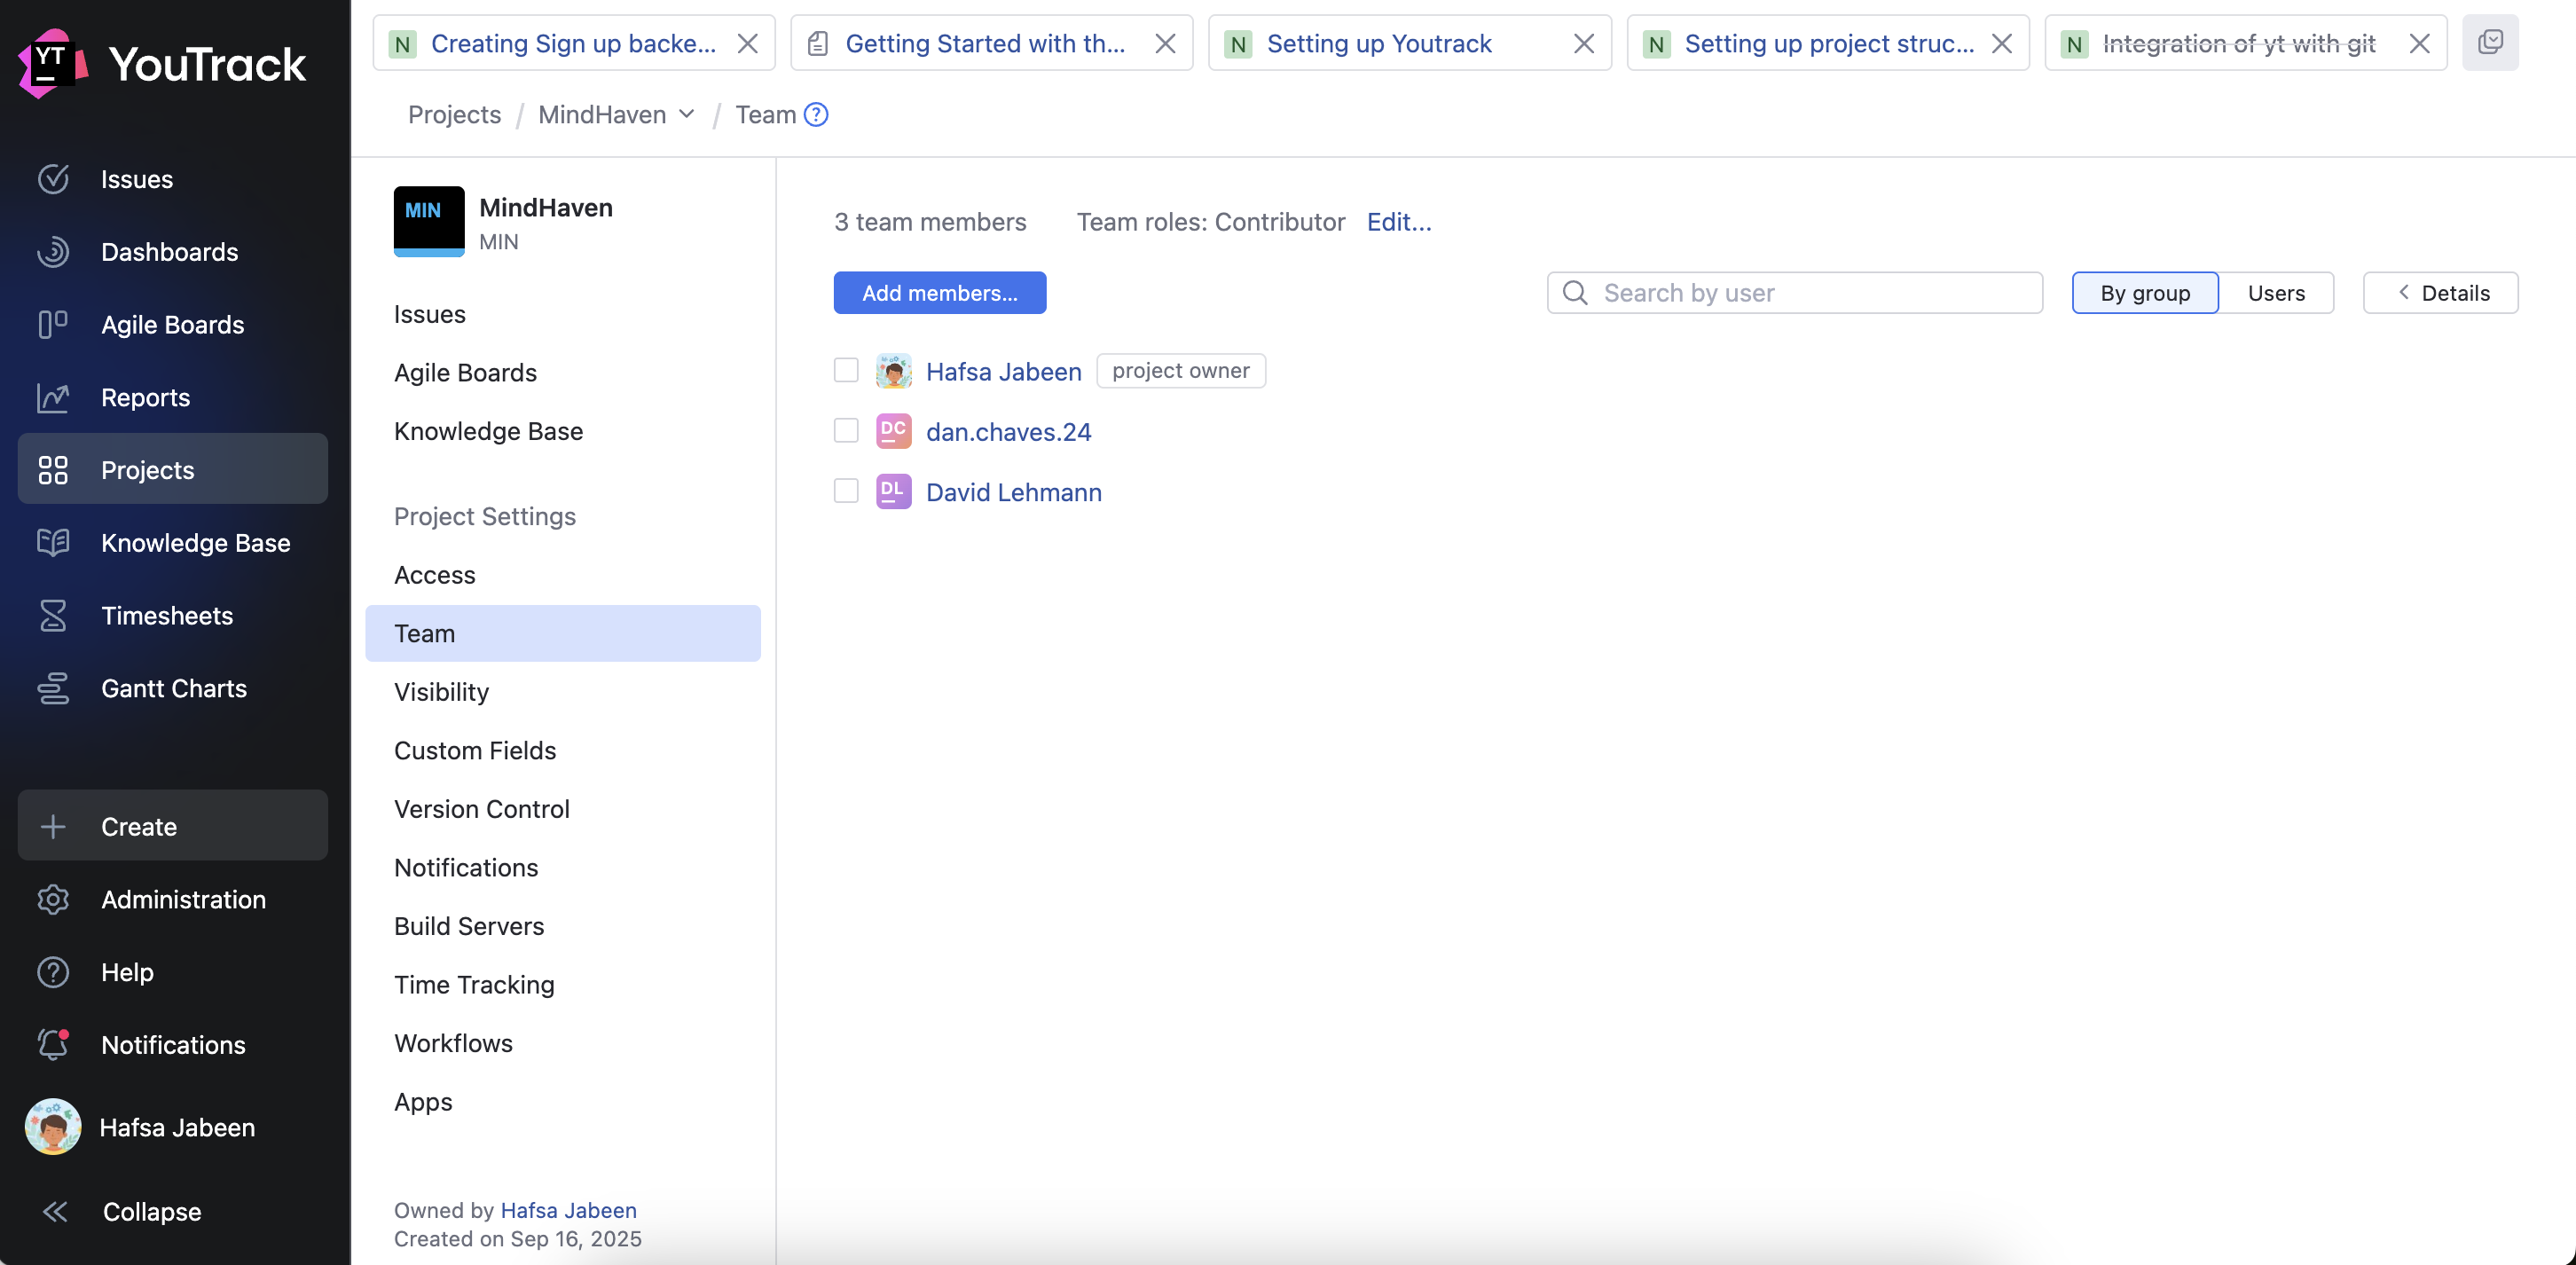 YT YouTrack
Issues
Dashboards
Agile Boards
Reports
Projects
Knowledge Base
Timesheets
Gantt Charts
Create
Administration
Help
Notifications
Hafsa Jabeen
Collapse
N Creating Sign up backe...
Getting Started with th...
N Setting up Youtrack
N Setting up project struc...
N Integration of yt with git
Projects / MindHaven / Team ?
MIN
MindHaven
MIN
Issues
Agile Boards
Knowledge Base
Project Settings
Access
Team
Visibility
Custom Fields
Version Control
Notifications
Build Servers
Time Tracking
Workflows
Apps
Owned by Hafsa Jabeen
Created on Sep 16, 2025
3 team members Team roles: Contributor Edit...
Add members...
Search by user
By group Users
Details
Hafsa Jabeen project owner
DC dan.chaves.24
DL David Lehmann